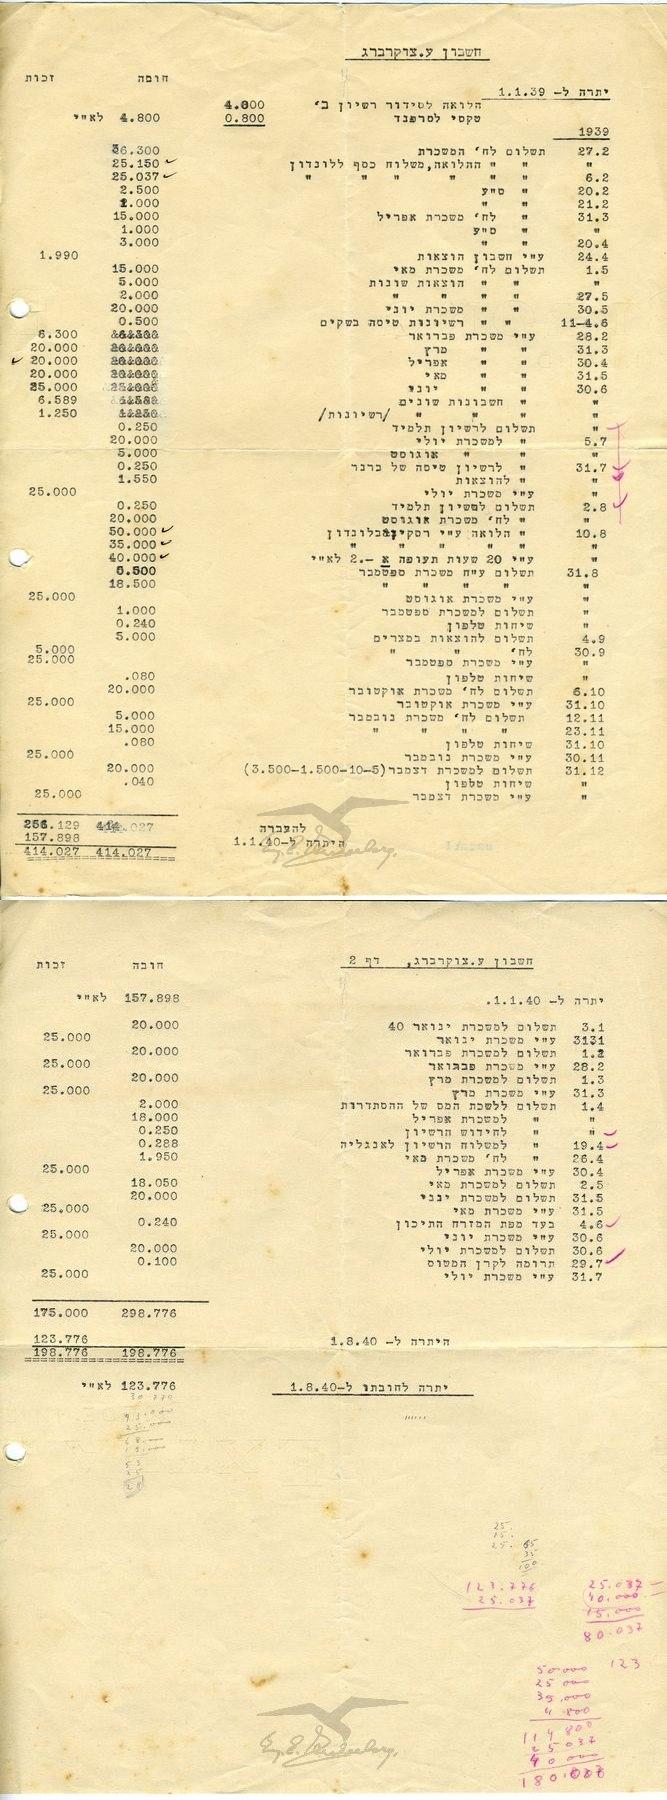 חשבון ע.צוקרברג
חובה זכות
יתרה ל- 1.1.39
הלואה לסידור רשיון ב' 4.000
טקסי לסרפנד 0.800 4.800 לא"י
1939
27.2 תשלום לח' המשכרת 36.300
" " " ההלואה,משלוח כסף ללונדון 25.150
6.2 " " " " " 25.037
20.2 " ס"ע 2.500
21.2 " " 1.000
31.3 " לח' משכרת אפריל 15.000
" " ס"ע 1.000
20.4 " " 3.000
24.4 ע"י חשבון הוצאות 1.990
1.5 תשלום לח' משכרת מאי 15.000
" " " הוצאות שונות 5.000
27.5 " " " " 2.000
30.5 " " משכרת יוני 20.000
11-4.6 " " רשיונות טיסה בשקים 0.500
28.2 ע"י משכרת פברואר 6.300
31.3 " " מרץ 20.000
30.4 " " אפריל 20.000
31.5 " " מאי 20.000
30.6 " " יוני 25.000
" " חשבונות שונים 6.589
" " " " /רשיונות/ 1.250
" תשלום לרשיון תלמיד 0.250
5.7 " למשכרת יולי 20.000
" " " אוגוסט 5.000
31.7 " לרשיון טיסה של ברנר 0.250
" " להוצאות 1.550
" ע"י משכרת יולי 25.000
2.8 תשלום לרשיון תלמיד 0.250
" " לח' משכרת אוגוסט 20.000
10.8 " הלואה ע"י רסקין בלונדון 50.000
" " " " " 35.000
" ע"י 20 שעות תעופה א 2.- לא"י 40.000
31.8 תשלום ע"ח משכרת ספטמבר 5.500
" " " " " 18.500
" ע"י משכרת אוגוסט 25.000
" תשלום למשכרת ספטמבר 1.000
" שיחות טלפון 0.240
4.9 תשלום להוצאות במצרים 5.000
30.9 לח' " " 5.000
" ע"י משכרת ספטמבר 25.000
" שיחות טלפון .080
6.10 תשלום לח' משכרת אוקטובר 20.000
31.10 ע"י משכרת אוקטובר 25.000
12.11 תשלום לח' משכרת נובמבר 5.000
23.11 " " " " 15.000
31.10 שיחות טלפון .080
30.11 ע"י משכרת נובמבר 25.000
31.12 תשלום למשכרת דצמבר(3.500-1.500-10-5) 20.000
" שיחות טלפון .040
" ע"י משכרת דצמבר 25.000
להעברה 414.027 256.129
היתרה ל-1.1.40 157.898
414.027 414.027
חשבון ע.צוקרברג, דף 2
חובה זכות
יתרה ל- 1.1.40. 157.898 לא"י
3.1 תשלום למשכרת ינואר 40 20.000
3131 ע"י משכרת ינואר 25.000
1.2 תשלום למשכרת פברואר 20.000
28.2 ע"י משכרת פבגואר 25.000
1.3 תשלום למשכרת מרץ 20.000
31.3 ע"י משכרת מרץ 25.000
1.4 תשלום ללשכת המס של ההסתדרות 2.000
" " למשכרת אפריל 18.000
" " לחידוש הרשיון 0.250
19.4 " למשלוח הרשיון לאנגליה 0.288
26.4 " לח' משכרת מאי 1.950
30.4 ע"י משכרת אפריל 25.000
2.5 תשלום למשכרת מאי 18.050
31.5 תשלום למשכרת יוני 20.000
31.5 ע"י משכרת מאי 25.000
4.6 בעד מפת המזרח התיכון 0.240
30.6 ע"י משכרת יוני 25.000
30.6 תשלום למשכרת יולי 20.000
29.7 תרומה לקרן המטוס 0.100
31.7 ע"י משכרת יולי 25.000
298.776 175.000
היתרה ל- 1.8.40 123.776
198.776 198.776
יתרה לחובתו ל-1.8.40 123.776 לא"י
25.
15.
25. 65
35
100
123.776
25.037
25.037
40.000
15.000
80.037
50000 123
25000
35000
4800
114800
25037
40000
180.037